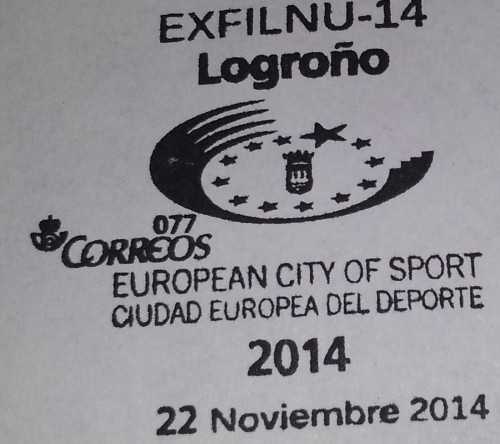 EXFILNU-14
Logroño
077
CORREOS
EUROPEAN CITY OF SPORT
CIUDAD EUROPEA DEL DEPORTE
2014
22 Noviembre 2014